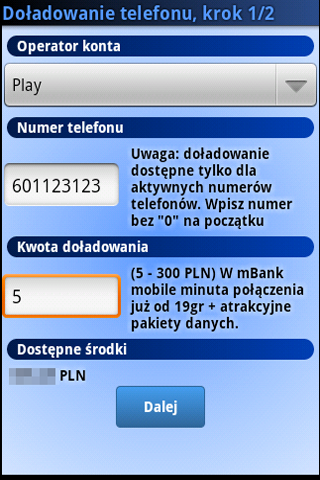 Doładowanie telefonu, krok 1/2
Operator konta
Play
Numer telefonu
601123123
Uwaga: doładowanie
dostępne tylko dla
aktywnych numerów
telefonów. Wpisz numer
bez "0" na początku
Kwota doładowania
5
(5 - 300 PLN) W mBank
mobile minuta połączenia
już od 19gr + atrakcyjne
pakiety danych.
Dostępne środki
PLN
Dalej